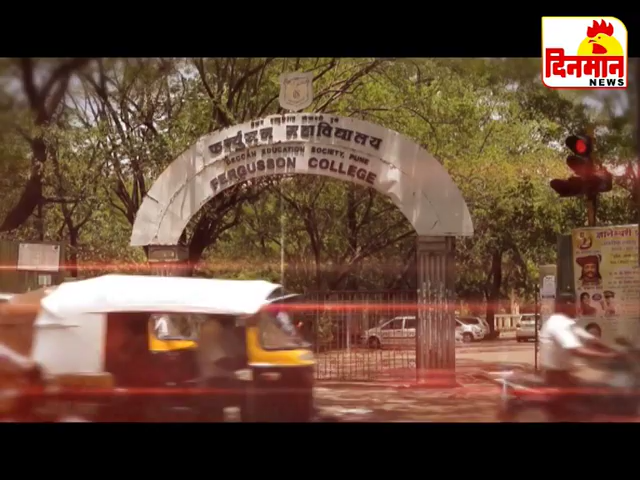 दिनमान
NEWS
फर्ग्युसन महाविद्यालय
DECCAN EDUCATION SOCIETY, PUNE
FERGUSSON COLLEGE